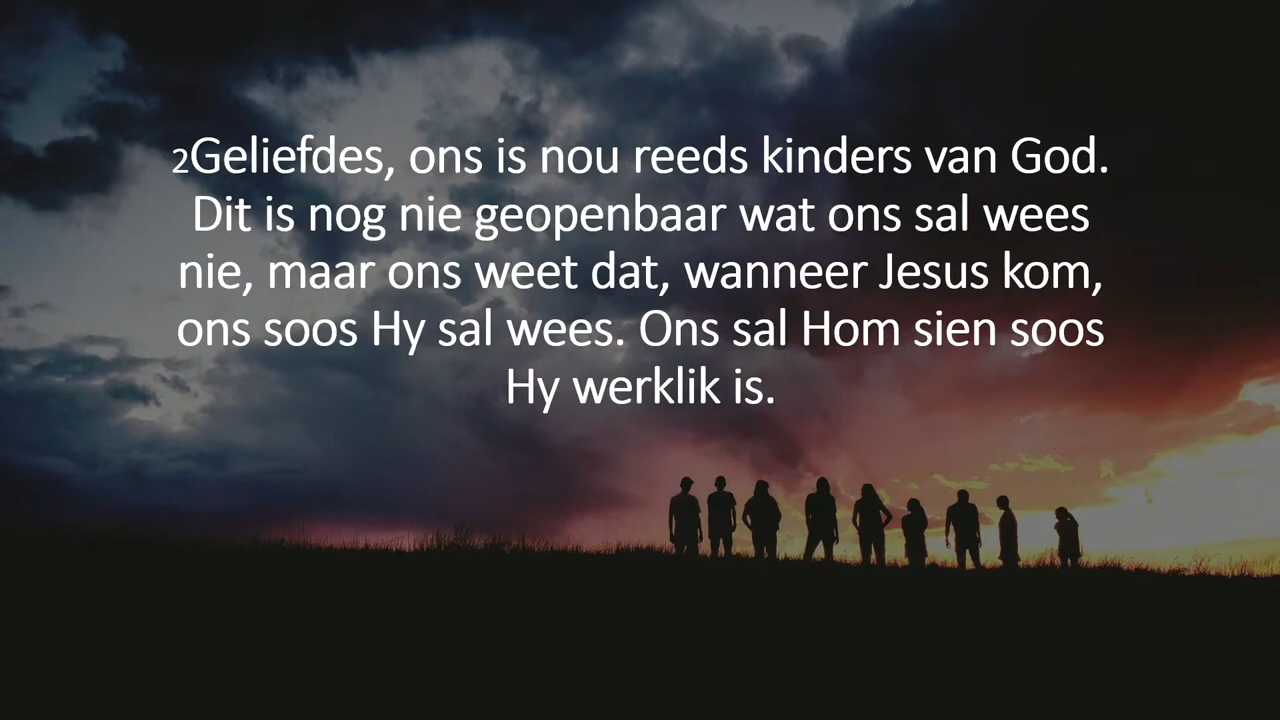 2Geliefdes, ons is nou reeds kinders van God.
Dit is nog nie geopenbaar wat ons sal wees
nie, maar ons weet dat, wanneer Jesus kom,
ons soos Hy sal wees. Ons sal Hom sien soos
Hy werklik is.